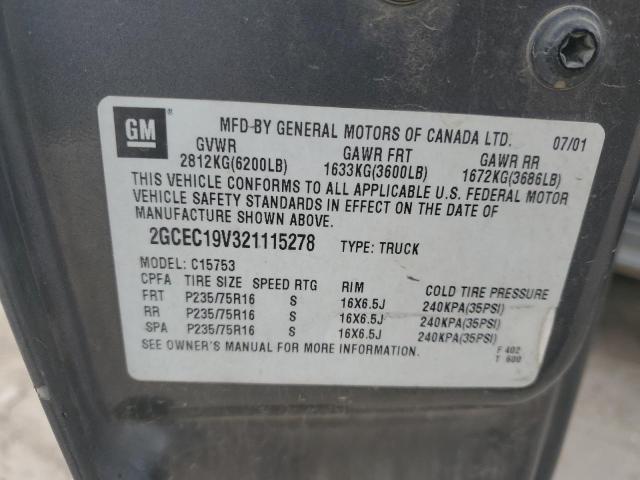 GM
MFD BY GENERAL MOTORS OF CANADA LTD. 07/01
GVWR GAWR FRT GAWR RR
2812KG(6200LB) 1633KG(3600LB) 1672KG(3686LB)
THIS VEHICLE CONFORMS TO ALL APPLICABLE U.S. FEDERAL MOTOR
VEHICLE SAFETY STANDARDS IN EFFECT ON THE DATE OF
MANUFACTURE SHOWN ABOVE.
2GCEC19V321115278 TYPE: TRUCK
MODEL: C15753
CPFA TIRE SIZE SPEED RTG RIM COLD TIRE PRESSURE
FRT P235/75R16 S 16X6.5J 240KPA(35PSI)
RR P235/75R16 S 16X6.5J 240KPA(35PSI)
SPA P235/75R16 S 16X6.5J 240KPA(35PSI)
SEE OWNER'S MANUAL FOR MORE INFORMATION.
F 402
T 600